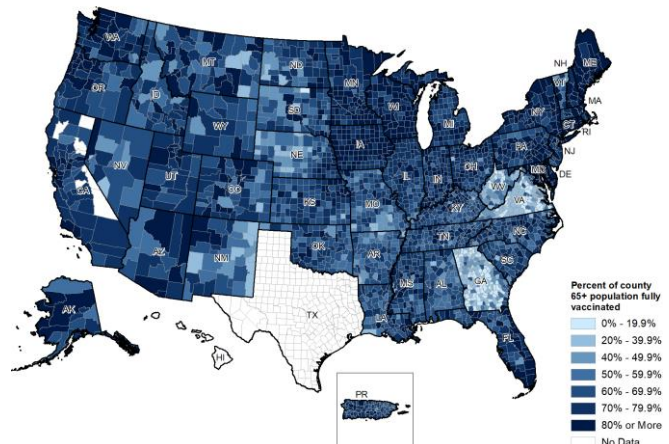 WA
OR
CA
NV
ID
MT
WY
UT
CO
AZ
NM
ND
SD
NE
KS
OK
TX
MN
IA
MO
AR
LA
WI
IL
MI
IN
OH
KY
TN
MS
AL
GA
FL
SC
NC
VA
WV
PA
NY
VT
NH
ME
MA
RI
CT
NJ
DE
MD
AK
HI
PR
Percent of county
65+ population fully
vaccinated
0% - 19.9%
20% - 39.9%
40% - 49.9%
50% - 59.9%
60% - 69.9%
70% - 79.9%
80% or More
No Data